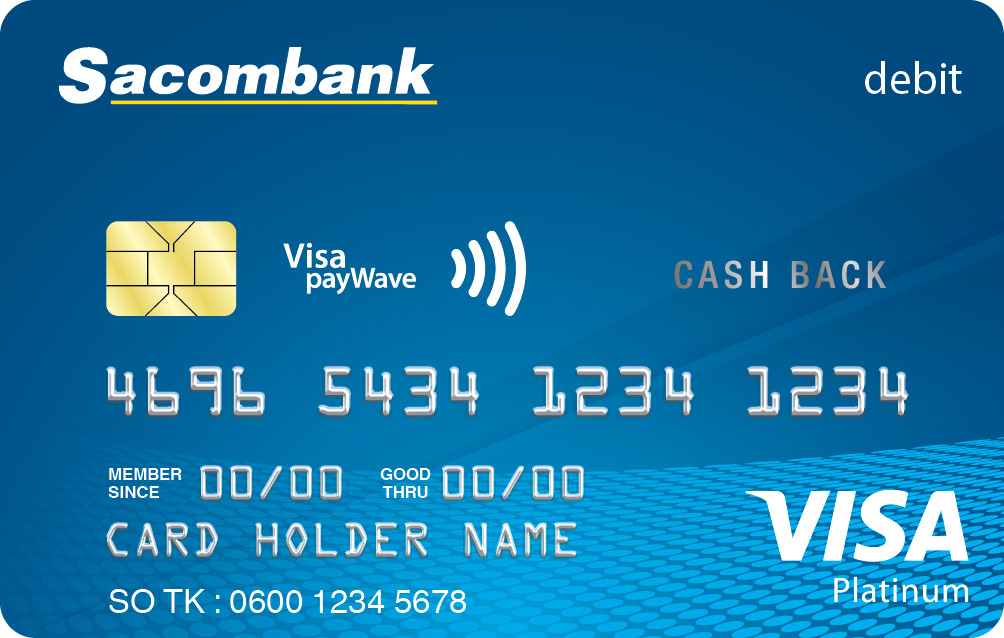 Sacombank
debit
Visa
payWave
CASH BACK
4696 5434 1234 1234
MEMBER SINCE 00/00 GOOD THRU 00/00
CARD HOLDER NAME
SO TK : 0600 1234 5678
VISA
Platinum